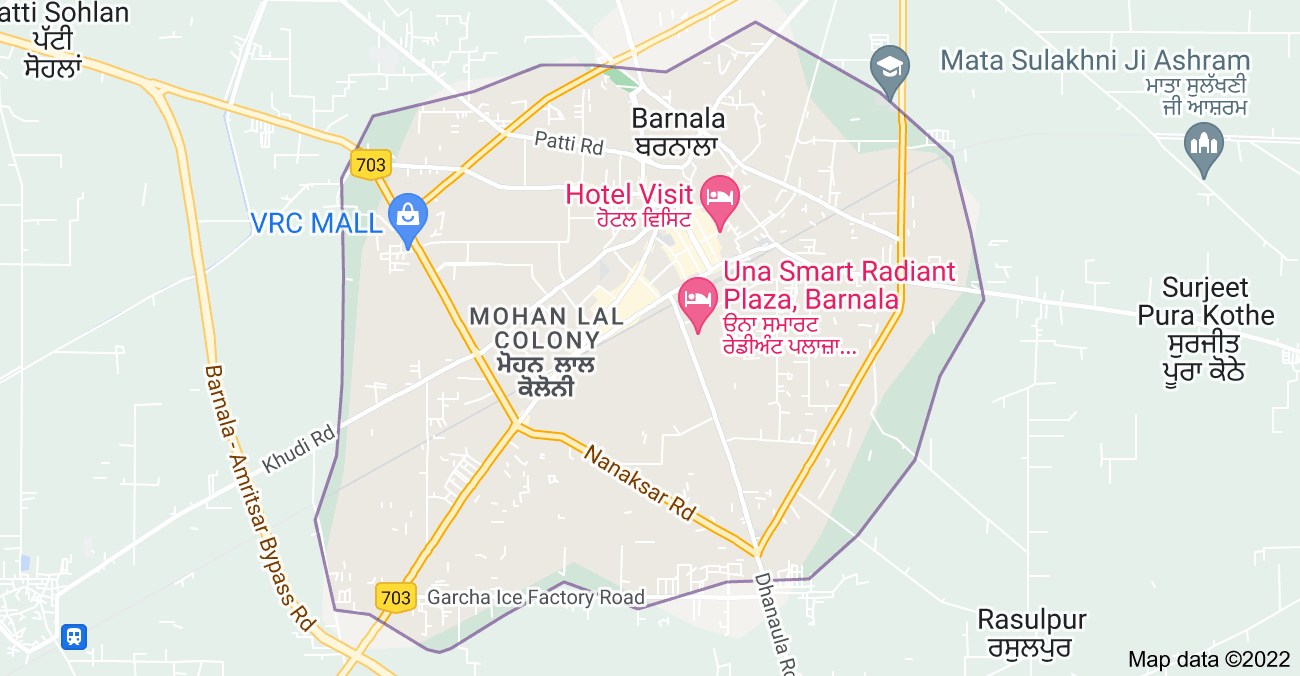 atti Sohlan
ਪੱਟੀ
ਸੋਹਲਾਂ
Mata Sulakhni Ji Ashram
ਮਾਤਾ ਸੁਲੱਖਣੀ
ਜੀ ਆਸ਼ਰਮ
Barnala
ਬਰਨਾਲਾ
Patti Rd
703
Hotel Visit
ਹੋਟਲ ਵਿਸਿਟ
VRC MALL
Una Smart Radiant
Plaza, Barnala
ੳਨਾ ਸਮਾਰਟ
ਰੇਡੀਅੰਟ ਪਲਾਜ਼ਾ...
MOHAN LAL
COLONY
ਮੋਹਨ ਲਾਲ
ਕੋਲੋਨੀ
Surjeet
Pura Kothe
ਸੁਰਜੀਤ
ਪੂਰਾ ਕੋਠੇ
Khudi Rd
Barnala - Amritsar Bypass Rd
Nanaksar Rd
703
Garcha Ice Factory Road
Dhanaula Ro
Rasulpur
ਰਸੂਲਪੁਰ
Map data ©2022